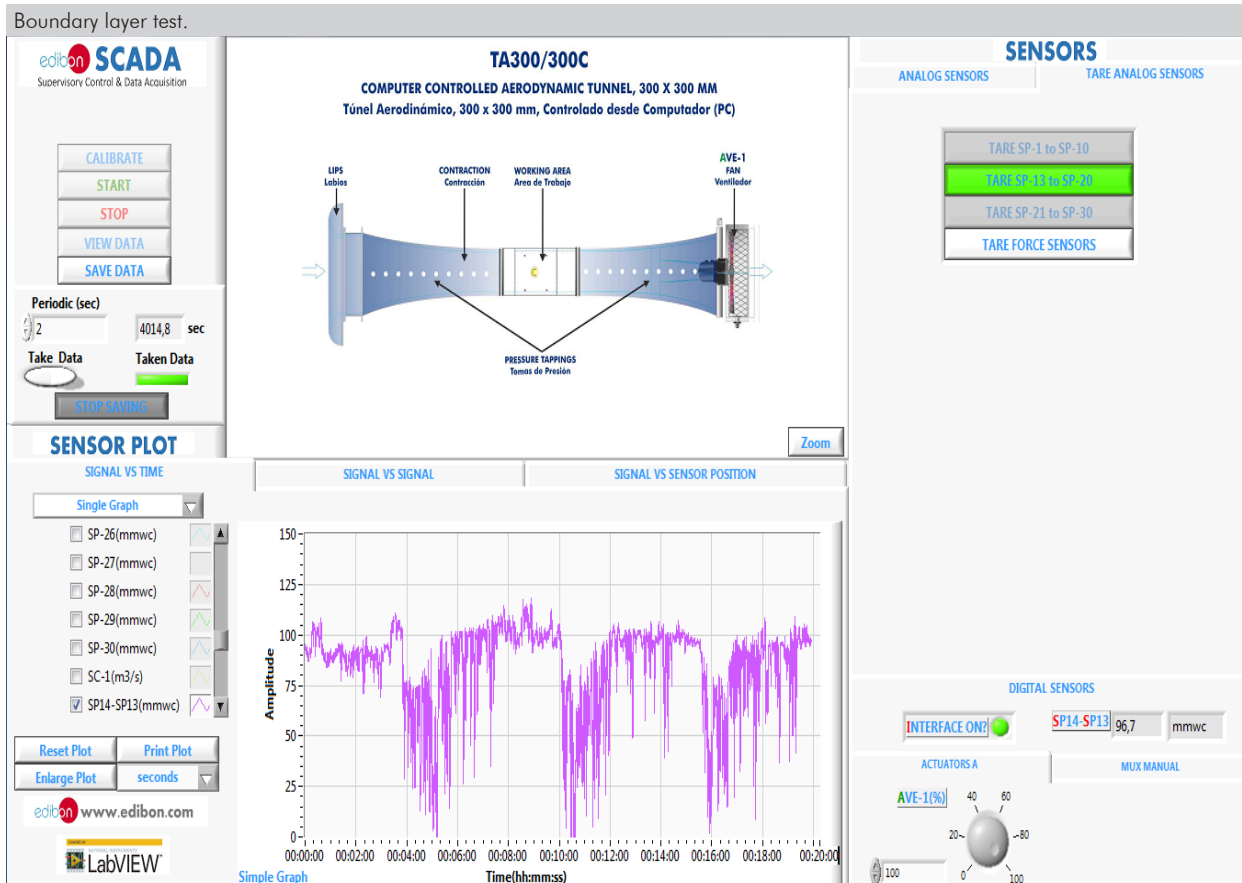 Boundary layer test.
edibon SCADA
Supervisory Control & Data Acquisition
CALIBRATE
START
STOP
VIEW DATA
SAVE DATA
Periodic (sec)
2
4014,8 sec
Take Data
Taken Data
STOP SAVING
TA300/300C
COMPUTER CONTROLLED AERODYNAMIC TUNNEL, 300 X 300 MM
Túnel Aerodinámico, 300 x 300 mm, Controlado desde Computador (PC)
LIPS
Labios
CONTRACTION
Contracción
WORKING AREA
Area de Trabajo
AVE-1
FAN
Ventilador
PRESSURE TAPPINGS
Tomas de Presión
Zoom
SENSORS
ANALOG SENSORS
TARE ANALOG SENSORS
TARE SP-1 to SP-10
TARE SP-13 to SP-20
TARE SP-21 to SP-30
TARE FORCE SENSORS
SENSOR PLOT
SIGNAL VS TIME
SIGNAL VS SIGNAL
SIGNAL VS SENSOR POSITION
Single Graph
SP-26(mmwc)
SP-27(mmwc)
SP-28(mmwc)
SP-29(mmwc)
SP-30(mmwc)
SC-1(m3/s)
SP14-SP13(mmwc)
Reset Plot
Print Plot
Enlarge Plot
seconds
edibon www.edibon.com
NATIONAL INSTRUMENTS
LabVIEW
150
125
100
75
50
25
0
Amplitude
00:00:00 00:02:00 00:04:00 00:06:00 00:08:00 00:10:00 00:12:00 00:14:00 00:16:00 00:18:00 00:20:00
Simple Graph
Time(hh:mm:ss)
DIGITAL SENSORS
INTERFACE ON?
SP14-SP13 96,7 mmwc
ACTUATORS A
MUX MANUAL
AVE-1(%)
40 60
20 80
0 100
100